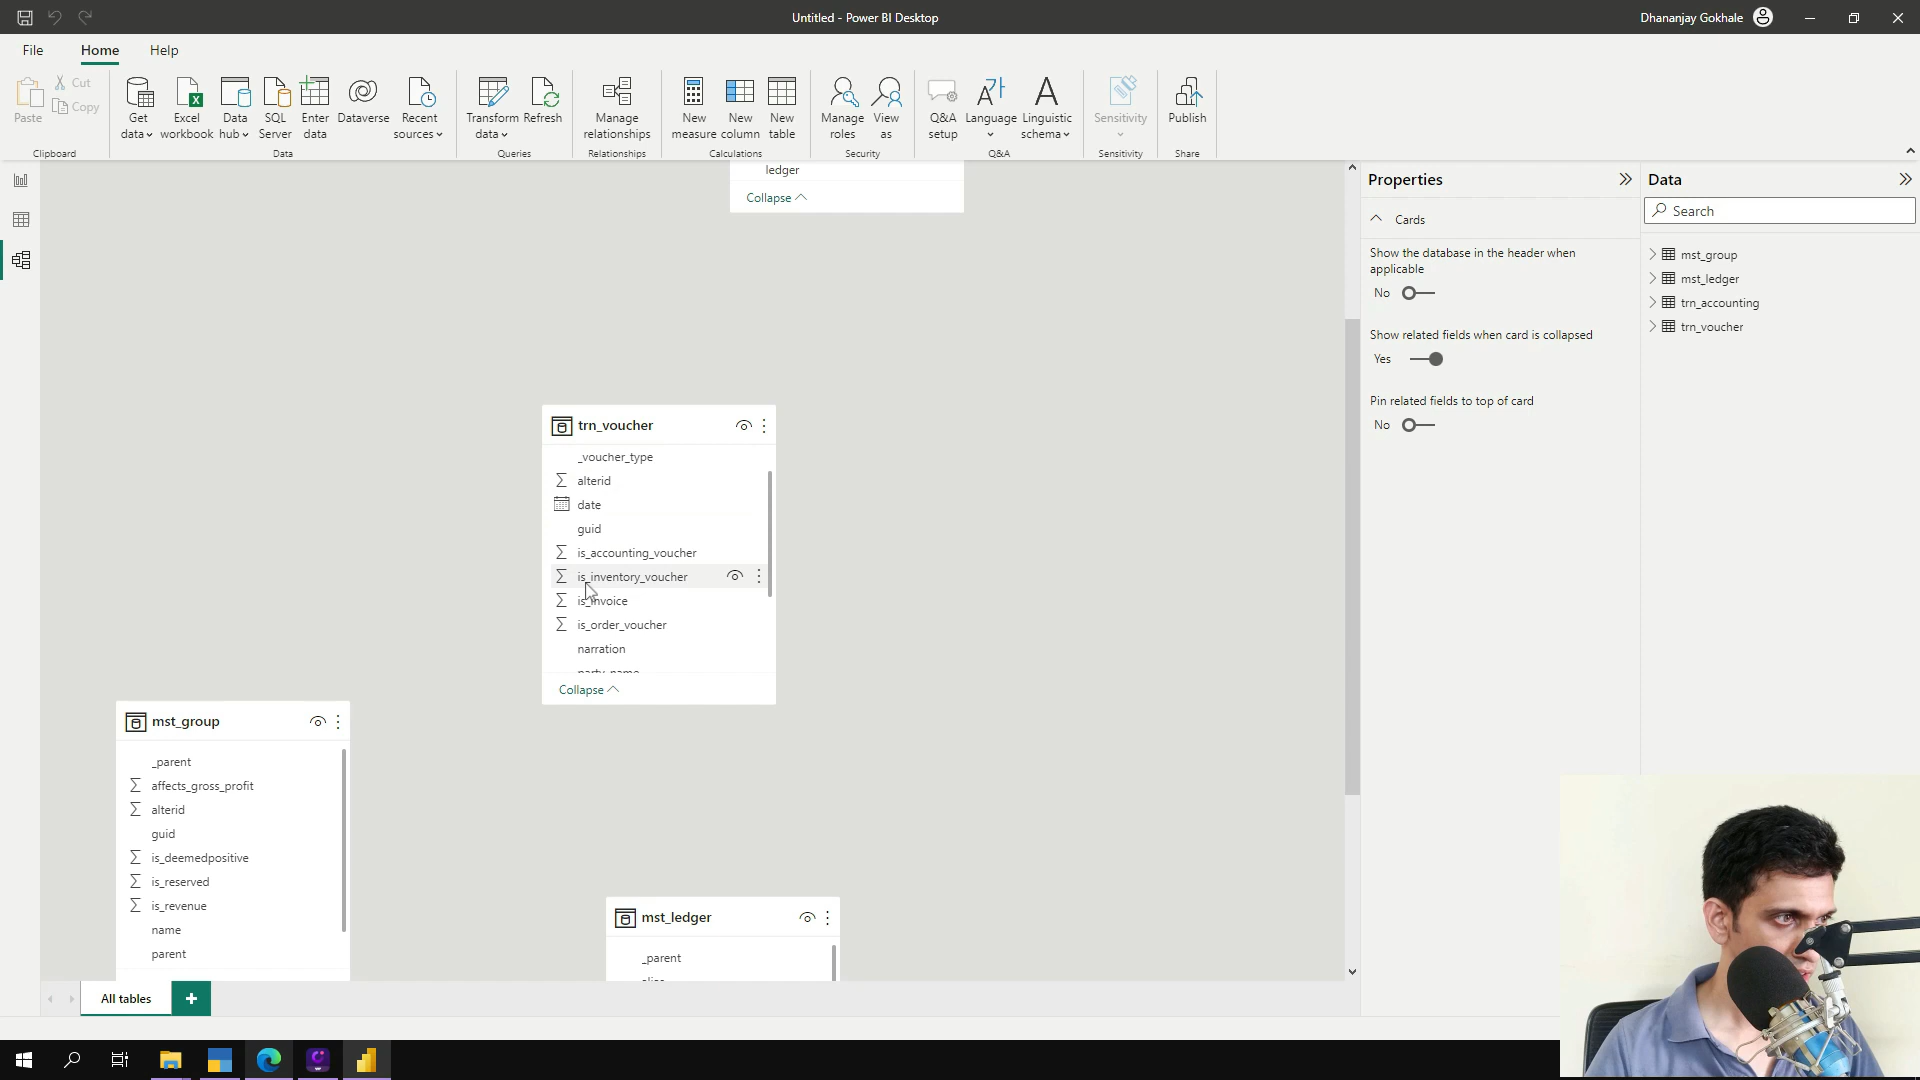 Untitled - Power BI Desktop
Dhananjay Gokhale
File
Home
Help
Paste
Cut
Copy
Clipboard
Get data
Excel workbook
Data hub
SQL Server
Enter data
Dataverse
Recent sources
Data
Transform data
Refresh
Queries
Manage relationships
Relationships
New measure
New column
New table
Calculations
Manage roles
View as
Security
Q&A setup
Language
Linguistic schema
Q&A
Sensitivity
Sensitivity
Publish
Share
ledger
Collapse
trn_voucher
_voucher_type
alterid
date
guid
is_accounting_voucher
is_inventory_voucher
is_invoice
is_order_voucher
narration
party_name
Collapse
mst_group
_parent
affects_gross_profit
alterid
guid
is_deemedpositive
is_reserved
is_revenue
name
parent
mst_ledger
_parent
Properties
Cards
Show the database in the header when
applicable
No
Show related fields when card is collapsed
Yes
Pin related fields to top of card
No
Data
Search
mst_group
mst_ledger
trn_accounting
trn_voucher
All tables